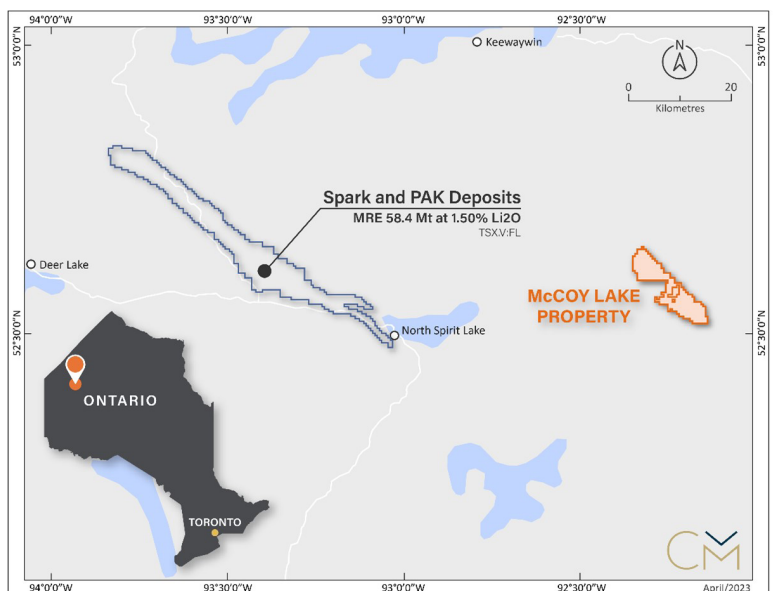 94°0'0"W
93°30'0"W
93°0'0"W
92°30'0"W
53°0'0"N
53°0'0"N
Keewaywin
N
0
20
Kilometres
Spark and PAK Deposits
MRE 58.4 Mt at 1.50% Li2O
TSX.V:FL
Deer Lake
McCOY LAKE
PROPERTY
North Spirit Lake
52°30'0"N
52°30'0"N
ONTARIO
TORONTO
CM
94°0'0"W
93°30'0"W
93°0'0"W
92°30'0"W
April/2023